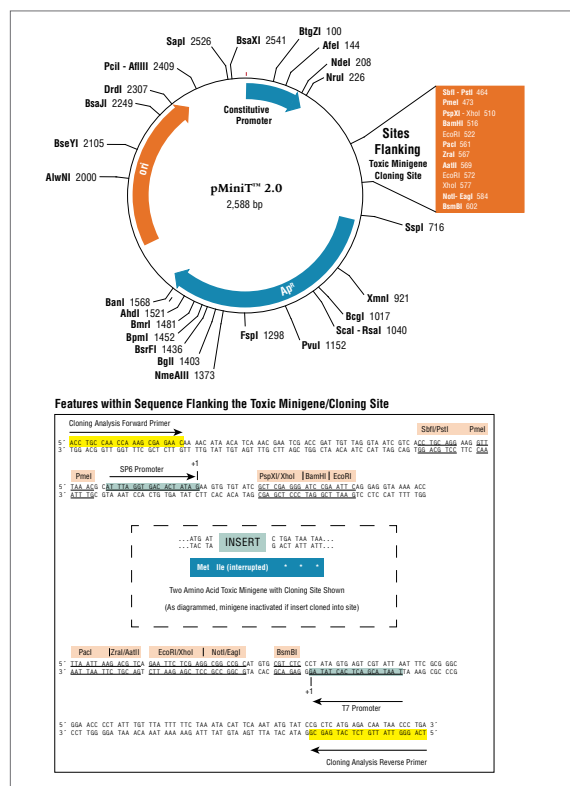 SapI 2526
BsaXI 2541
BtgZI 100
AfeI 144
NdeI 208
NruI 226
PciI - AflIII 2409
DrdI 2307
BsaJI 2249
BseYI 2105
AlwNI 2000
Constitutive
Promoter
ori
pMiniT™ 2.0
2,588 bp
Ap^R
Sites
Flanking
Toxic Minigene
Cloning Site
SbfI - PstI 464
PmeI 473
PspXI - XhoI 510
BamHI 516
EcoRI 522
PacI 561
ZraI 567
AatII 569
EcoRI 572
XhoI 577
NotI- EagI 584
BsmBI 602
SspI 716
XmnI 921
BcgI 1017
ScaI - RsaI 1040
PvuI 1152
FspI 1298
BanI 1568
AhdI 1521
BmrI 1481
BpmI 1452
BsrFI 1436
BglI 1403
NmeAIII 1373
Features within Sequence Flanking the Toxic Minigene/Cloning Site
Cloning Analysis Forward Primer
SbfI/PstI PmeI
5´ ACC TGC CAA CCA AAG CGA GAA CAA AAC ATA ACA TCA AAC GAA TCG ACC GAT TGT TAG GTA ATC GTC ACC TGC AGG AAG GTT
3´ TGG ACG GTT GGT TTC GCT CTT GTT TTG TAT TGT AGT TTG CTT AGC TGG CTA ACA ATC CAT TAG CAG TGG ACG TCC TTC CAA
PmeI SP6 Promoter +1 PspXI/XhoI BamHI EcoRI
TAA ACG CAT TTA GGT GAC ACT ATA GAA GTG TGT ATC GCT CGA GGG ATC CGA ATT CAG GAG GTA AAA ACC
ATT TGC GTA AAT CCA CTG TGA TAT CTT CAC ACA TAG CGA GCT CCC TAG GCT TAA GTC CTC CAT TTT TGG
...ATG AT INSERT C TGA TAA TAA...
...TAC TA G ACT ATT ATT...
Met Ile (interrupted) * * *
Two Amino Acid Toxic Minigene with Cloning Site Shown
(As diagrammed, minigene inactivated if insert cloned into site)
PacI ZraI/AatII EcoRI/XhoI NotI/EagI BsmBI
TTA ATT AAG ACG TCA GAA TTC TCG AGG CGG CCG CAT GTG CGT CTC CCT ATA GTG AGT CGT ATT AAT TTC GCG GGC
AAT TAA TTC TGC AGT CTT AAG AGC TCC GCC GGC GTA CAC GCA GAG GGA TAT CAC TCA GCA TAA TTA AAG CGC CCG
+1
T7 Promoter
5´ GGA ACC CCT ATT TGT TTA TTT TTC TAA ATA CAT TCA AAT ATG TAT CCG CTC ATG AGA CAA TAA CCC TGA 3´
3´ CCT TGG GGA TAA ACA AAT AAA AAG ATT TAT GTA AGT TTA TAC ATA GGC GAG TAC TCT GTT ATT GGG ACT 5´
Cloning Analysis Reverse Primer